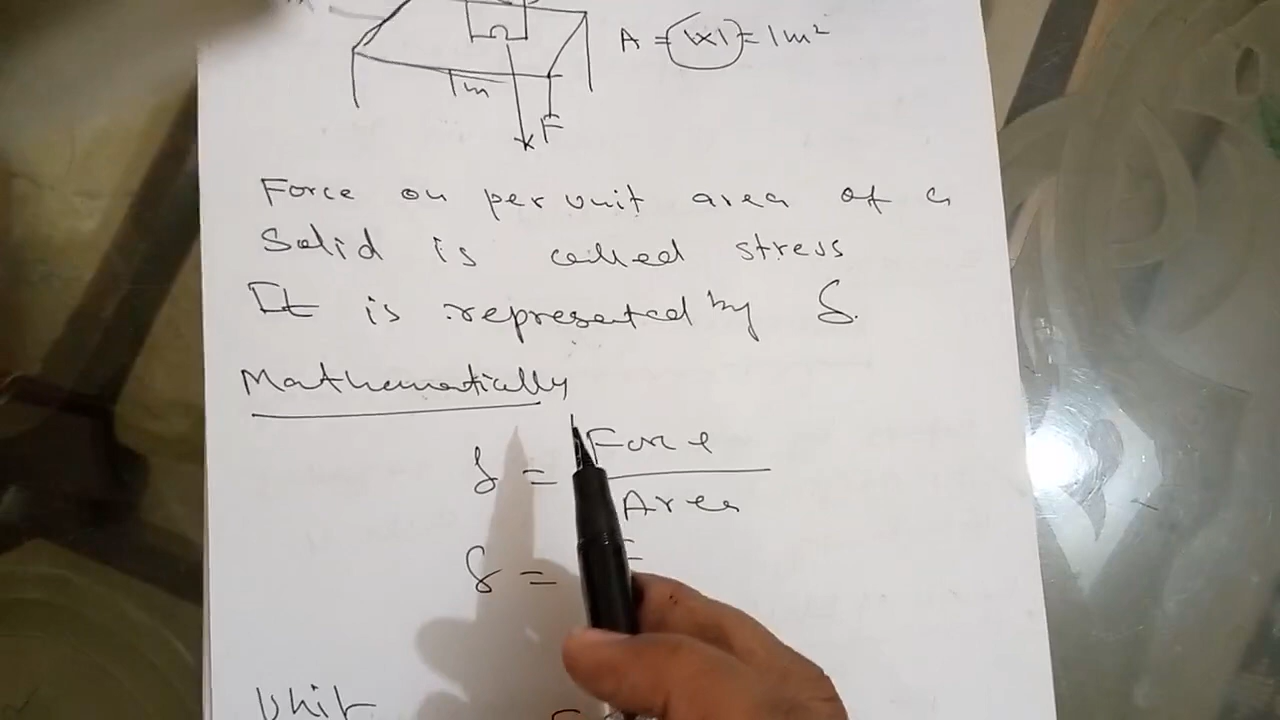 A = (1x1) = 1m²
1m
F
Force on per unit area of a
Solid is called stress
It is represented by δ.
Mathematically
δ = Force
Area
δ =
Unit